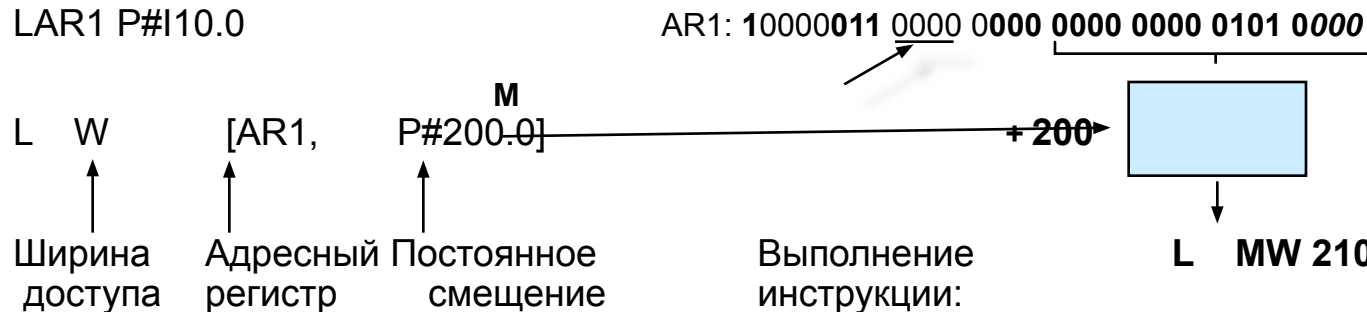 LAR1 P#I10.0 AR1: 10000011 0000 0000 0000 0000 0101 0000
M
L W [AR1, P#200.0] + 200
Ширина Адресный Постоянное Выполнение L MW 210
доступа регистр смещение инструкции: